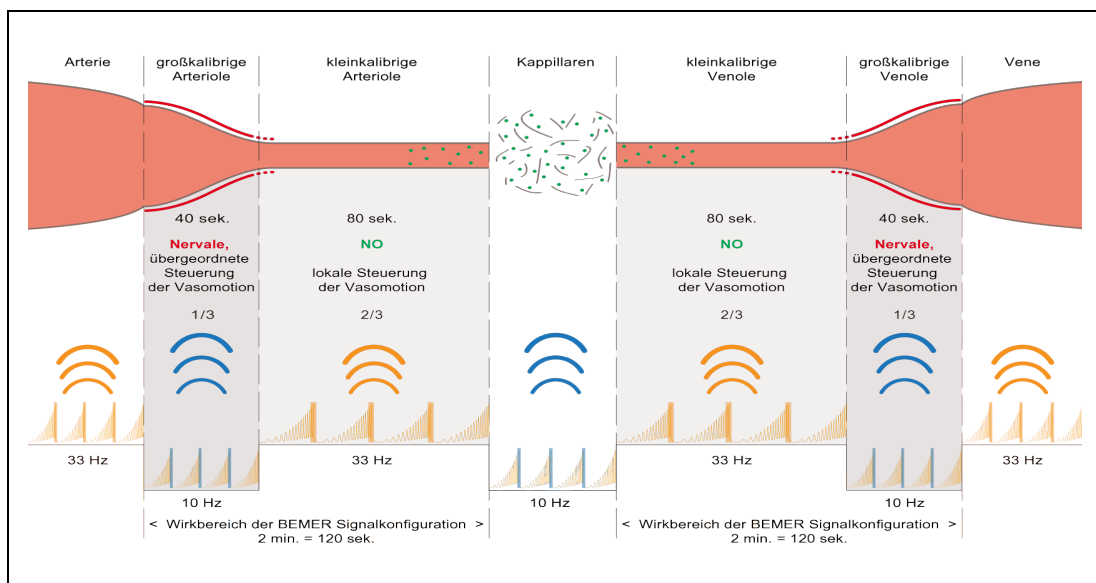 Arterie
großkalibrige
Arteriole
kleinkalibrige
Arteriole
Kappillaren
kleinkalibrige
Venole
großkalibrige
Venole
Vene
40 sek.
Nervale,
übergeordnete
Steuerung
der Vasomotion
1/3
80 sek.
NO
lokale Steuerung
der Vasomotion
2/3
80 sek.
NO
lokale Steuerung
der Vasomotion
2/3
40 sek.
Nervale,
übergeordnete
Steuerung
der Vasomotion
1/3
33 Hz
10 Hz
33 Hz
10 Hz
33 Hz
10 Hz
33 Hz
< Wirkbereich der BEMER Signalkonfiguration >
2 min. = 120 sek.
< Wirkbereich der BEMER Signalkonfiguration >
2 min. = 120 sek.